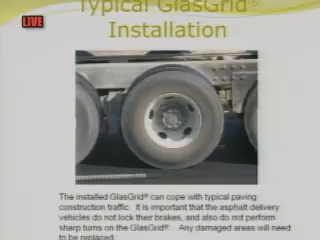 Typical GlasGrid®
LIVE
Installation
The installed GlasGrid® can cope with typical paving
construction traffic. It is important that the asphalt delivery
vehicles do not lock their brakes, and also do not perform
sharp turns on the GlasGrid®. Any damaged areas will need
to be replaced.